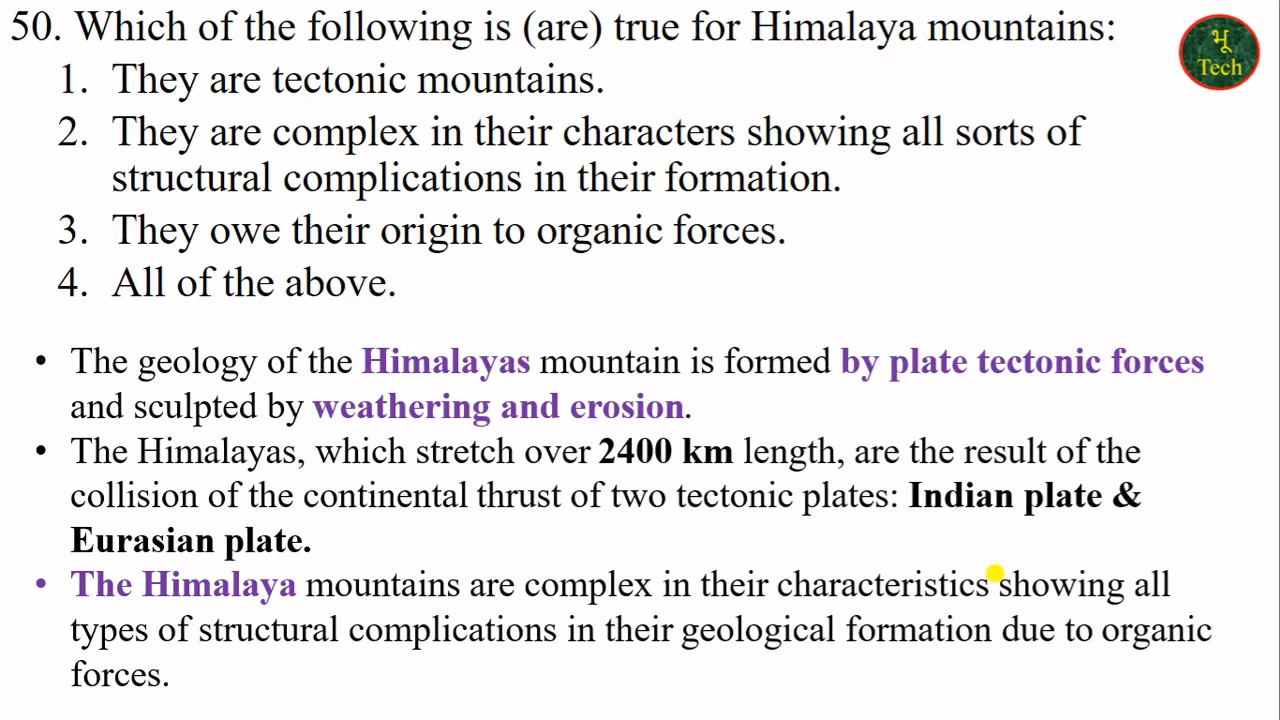 50. Which of the following is (are) true for Himalaya mountains:
भू
Tech
1. They are tectonic mountains.
2. They are complex in their characters showing all sorts of
structural complications in their formation.
3. They owe their origin to organic forces.
4. All of the above.
• The geology of the Himalayas mountain is formed by plate tectonic forces
and sculpted by weathering and erosion.
• The Himalayas, which stretch over 2400 km length, are the result of the
collision of the continental thrust of two tectonic plates: Indian plate &
Eurasian plate.
• The Himalaya mountains are complex in their characteristics showing all
types of structural complications in their geological formation due to organic
forces.